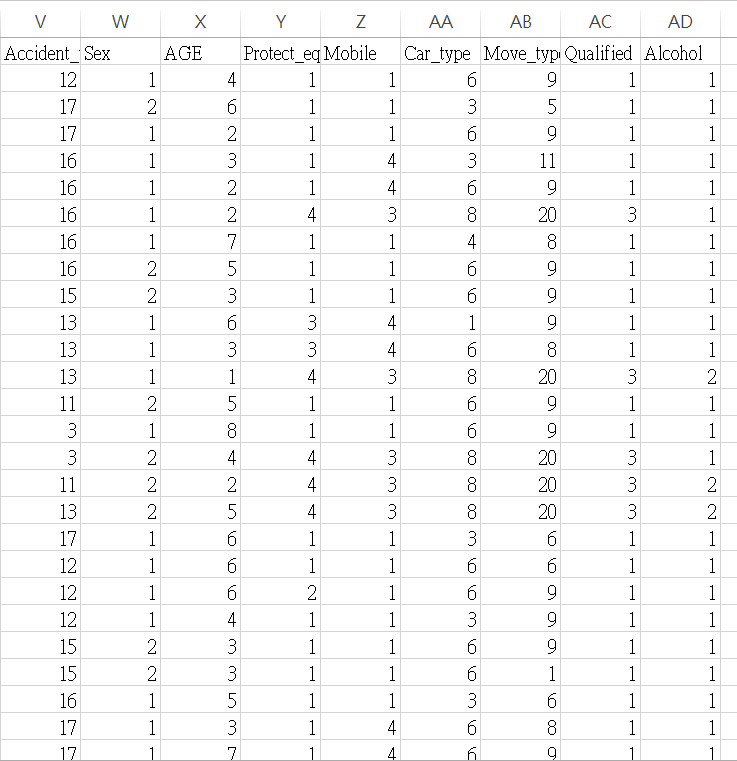 V W X Y Z AA AB AC AD
Accident_ Sex AGE Protect_eq Mobile Car_type Move_typ Qualified Alcohol
12 1 4 1 1 6 9 1 1
17 2 6 1 1 3 5 1 1
17 1 2 1 1 6 9 1 1
16 1 3 1 4 3 11 1 1
16 1 2 1 4 6 9 1 1
16 1 2 4 3 8 20 3 1
16 1 7 1 1 4 8 1 1
16 2 5 1 1 6 9 1 1
15 2 3 1 1 6 9 1 1
13 1 6 3 4 1 9 1 1
13 1 3 3 4 6 8 1 1
13 1 1 4 3 8 20 3 2
11 2 5 1 1 6 9 1 1
3 1 8 1 1 6 9 1 1
3 2 4 4 3 8 20 3 1
11 2 2 4 3 8 20 3 2
13 2 5 4 3 8 20 3 2
17 1 6 1 1 3 6 1 1
12 1 6 1 1 6 6 1 1
12 1 6 2 1 6 9 1 1
12 1 4 1 1 3 9 1 1
15 2 3 1 1 6 9 1 1
15 2 3 1 1 6 1 1 1
16 1 5 1 1 3 6 1 1
17 1 3 1 4 6 8 1 1
17 1 7 1 4 6 9 1 1